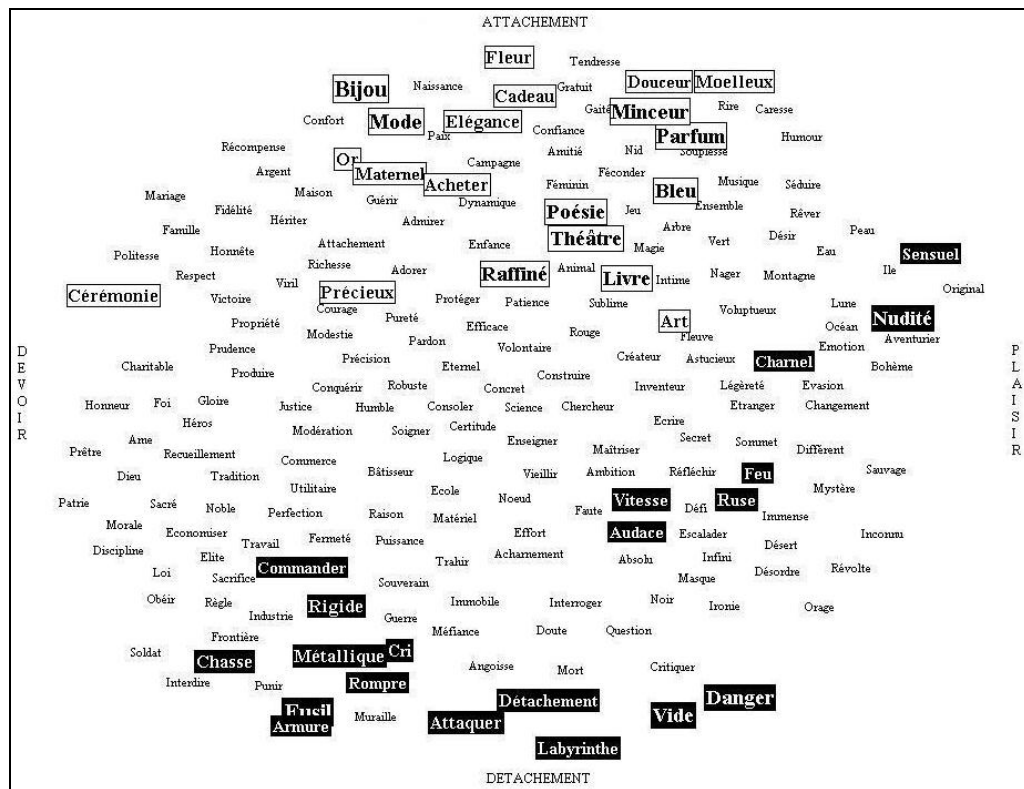 ATTACHEMENT
Fleur
Tendresse
Bijou
Naissance
Cadeau
Gratuit
Douceur
Moelleux
Confort
Mode
Elégance
Gaité
Minceur
Rire
Caresse
Paix
Confiance
Parfum
Humour
Récompense
Or
Campagne
Amitié
Nid
Souplesse
Argent
Maternel
Acheter
Féminin
Féconder
Bleu
Musique
Séduire
Mariage
Maison
Guérir
Dynamique
Fidélité
Hériter
Admirer
Poésie
Jeu
Ensemble
Rêver
Famille
Attachement
Enfance
Théâtre
Magie
Arbre
Vert
Désir
Peau
Politesse
Honnête
Richesse
Adorer
Raffiné
Animal
Livre
Intime
Nager
Montagne
Eau
Ile
Sensuel
Respect
Viril
Cérémonie
Victoire
Précieux
Courage
Protéger
Patience
Sublime
Voluptueux
Lune
Original
Propriété
Modestie
Pureté
Efficace
Rouge
Art
Fleuve
Océan
Nudité
Prudence
Pardon
Volontaire
Emotion
Aventurier
Charitable
Produire
Précision
Eternel
Construire
Créateur
Astucieux
Charnel
Bohème
Conquérir
Robuste
Concret
Inventeur
Légèreté
Evasion
DEVOIR
PLAISIR
Honneur
Foi
Gloire
Justice
Humble
Consoler
Science
Chercheur
Etranger
Changement
Héros
Modération
Soigner
Certitude
Ecrire
Ame
Enseigner
Maîtriser
Secret
Sommet
Différent
Prêtre
Recueillement
Commerce
Logique
Dieu
Tradition
Bâtisseur
Vieillir
Ambition
Réfléchir
Feu
Sauvage
Utilitaire
Ecole
Noeud
Mystère
Patrie
Sacré
Noble
Perfection
Raison
Matériel
Faute
Vitesse
Défi
Ruse
Immense
Morale
Economiser
Travail
Fermeté
Puissance
Effort
Audace
Escalader
Désert
Inconnu
Discipline
Elite
Commander
Trahir
Acharnement
Absolu
Infini
Loi
Sacrifice
Souverain
Masque
Désordre
Révolte
Obéir
Règle
Rigide
Immobile
Interroger
Noir
Ironie
Orage
Industrie
Guerre
Frontière
Méfiance
Doute
Question
Soldat
Chasse
Métallique
Cri
Angoisse
Mort
Critiquer
Interdire
Punir
Rompre
Détachement
Danger
Fusil
Armure
Muraille
Attaquer
Vide
Labyrinthe
DETACHEMENT